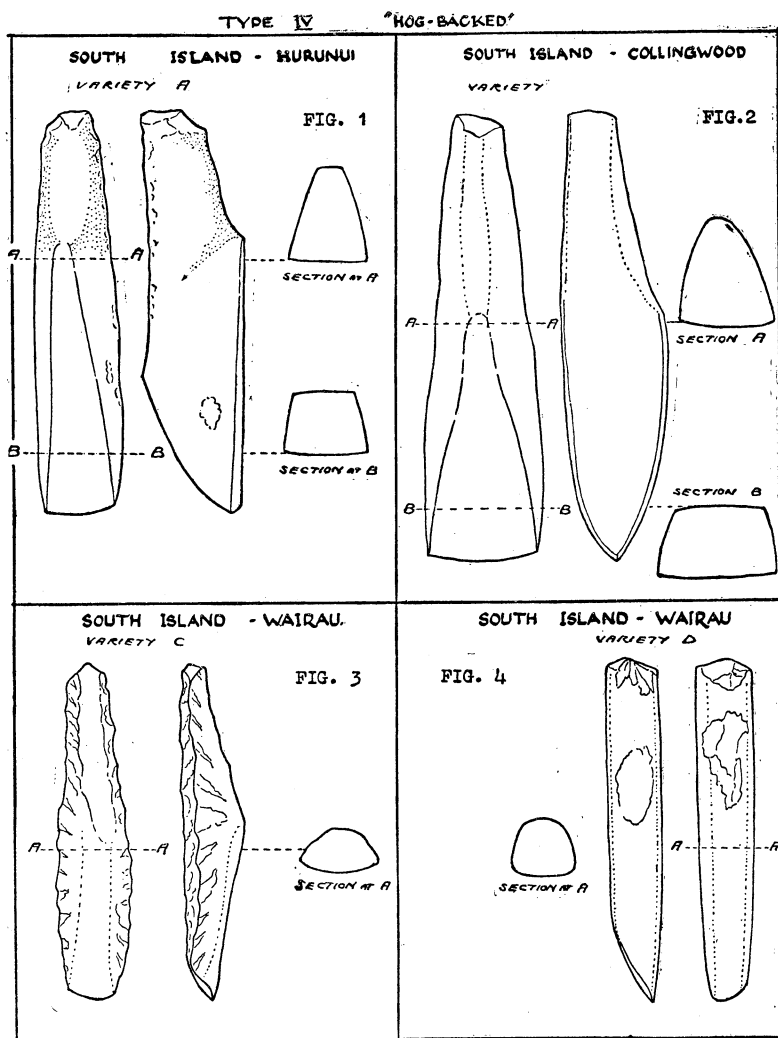 TYPE IV "HOG-BACKED"
SOUTH ISLAND - HURUNUI
VARIETY A
FIG. 1
A A
SECTION AT A
B B
SECTION AT B
SOUTH ISLAND - COLLINGWOOD
VARIETY
FIG.2
A A
SECTION A
SECTION B
B B
SOUTH ISLAND - WAIRAU.
VARIETY C
FIG. 3
A A
SECTION AT A
SOUTH ISLAND - WAIRAU
VARIETY D
FIG. 4
A A
SECTION AT A